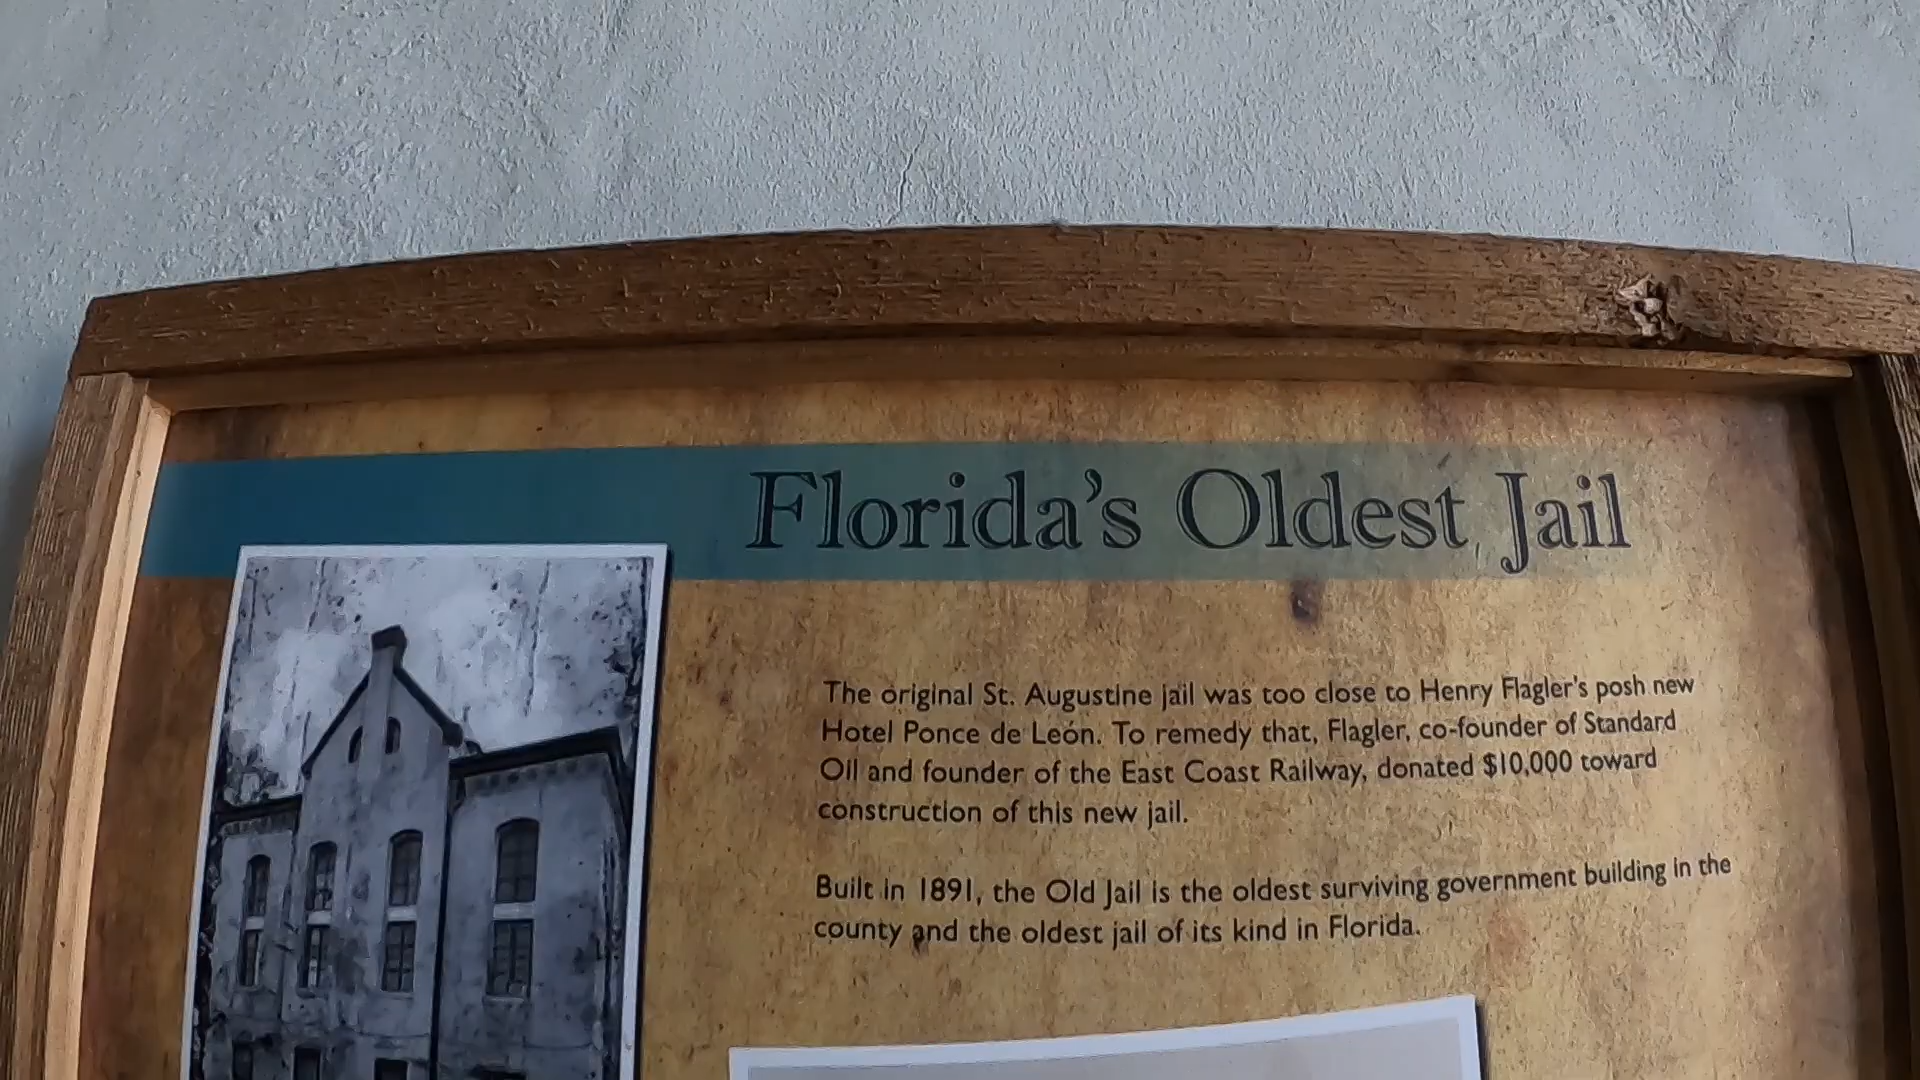 Florida's Oldest Jail
The original St. Augustine jail was too close to Henry Flagler's posh new
Hotel Ponce de León. To remedy that, Flagler, co-founder of Standard
Oil and founder of the East Coast Railway, donated $10,000 toward
construction of this new jail.
Built in 1891, the Old Jail is the oldest surviving government building in the
county and the oldest jail of its kind in Florida.